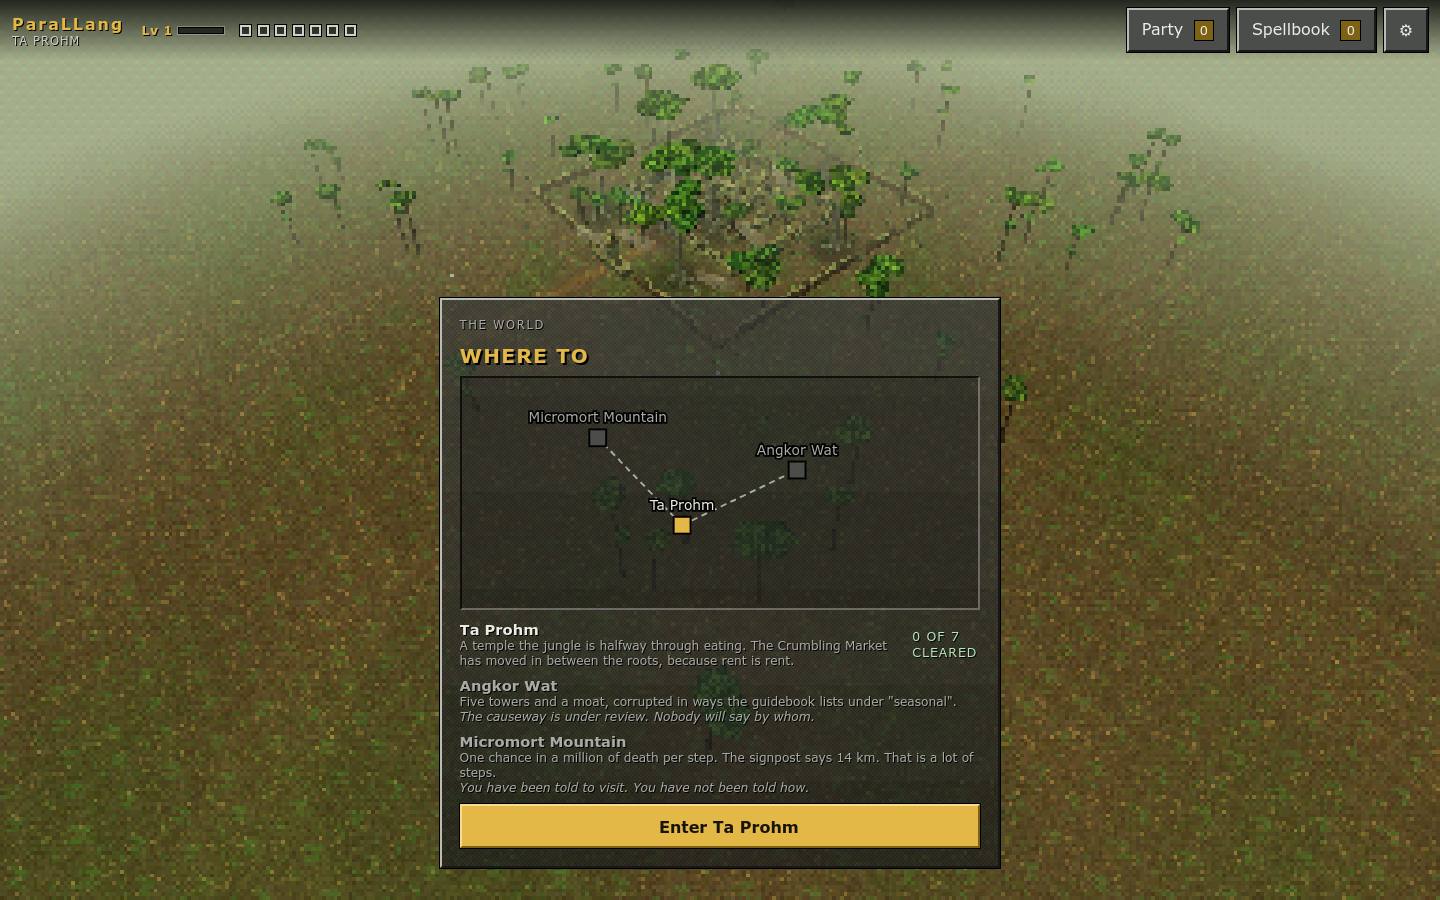 ParaLLang
TA PROHM
Lv 1
Party 0
Spellbook 0
THE WORLD
WHERE TO
Micromort Mountain
Angkor Wat
Ta Prohm
Ta Prohm
A temple the jungle is halfway through eating. The Crumbling Market
has moved in between the roots, because rent is rent.
0 OF 7
CLEARED
Angkor Wat
Five towers and a moat, corrupted in ways the guidebook lists under "seasonal".
The causeway is under review. Nobody will say by whom.
Micromort Mountain
One chance in a million of death per step. The signpost says 14 km. That is a lot of
steps.
You have been told to visit. You have not been told how.
Enter Ta Prohm